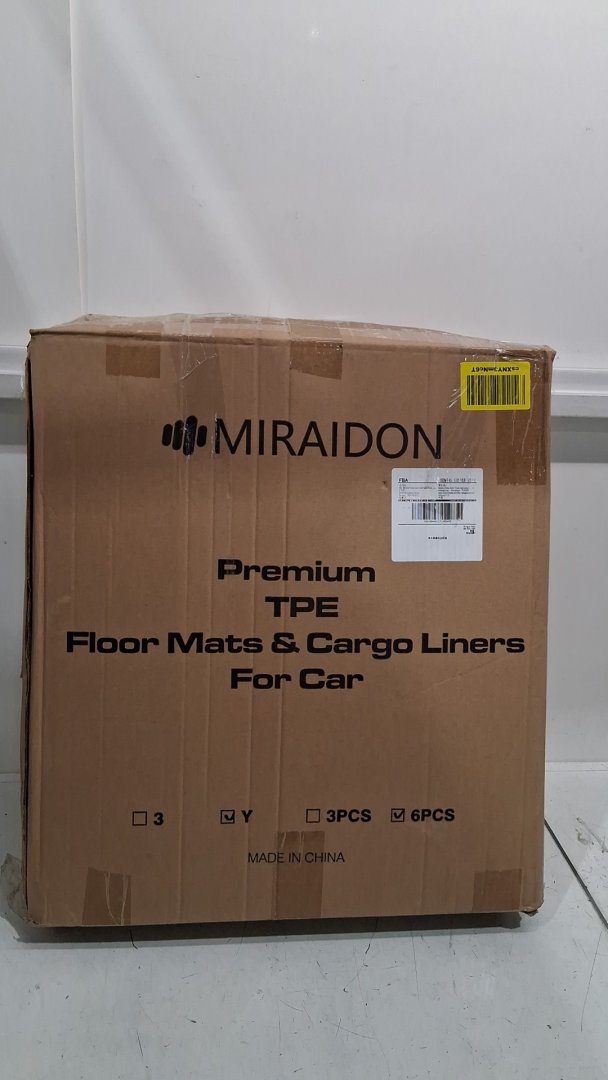 MIRAIDON
FBA
Premium
TPE
Floor Mats & Cargo Liners
For Car
☐ 3 ☑ Y ☐ 3PCS ☑ 6PCS
MADE IN CHINA